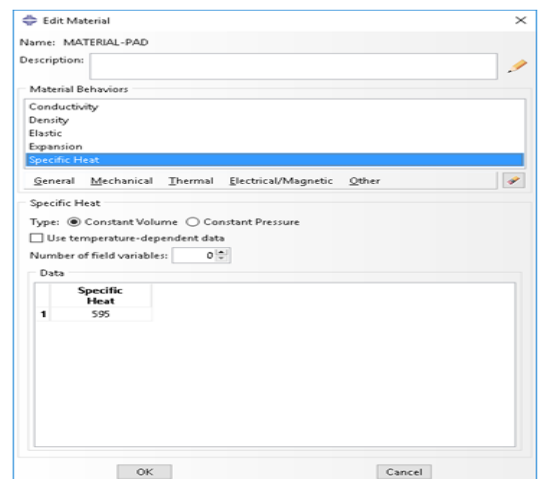 Edit Material
Name: MATERIAL-PAD
Description:
Material Behaviors
Conductivity
Density
Elastic
Expansion
Specific Heat
General Mechanical Thermal Electrical/Magnetic Other
Specific Heat
Type: Constant Volume Constant Pressure
Use temperature-dependent data
Number of field variables: 0
Data
Specific
Heat
1 595
OK Cancel